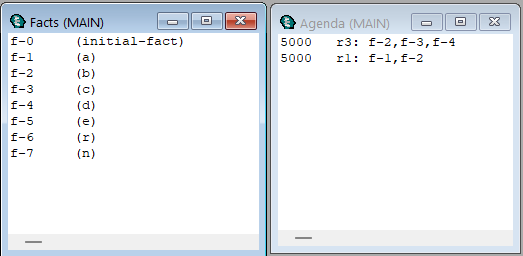 Facts (MAIN)
f-0 (initial-fact)
f-1 (a)
f-2 (b)
f-3 (c)
f-4 (d)
f-5 (e)
f-6 (r)
f-7 (n)
Agenda (MAIN)
5000 r3: f-2,f-3,f-4
5000 r1: f-1,f-2